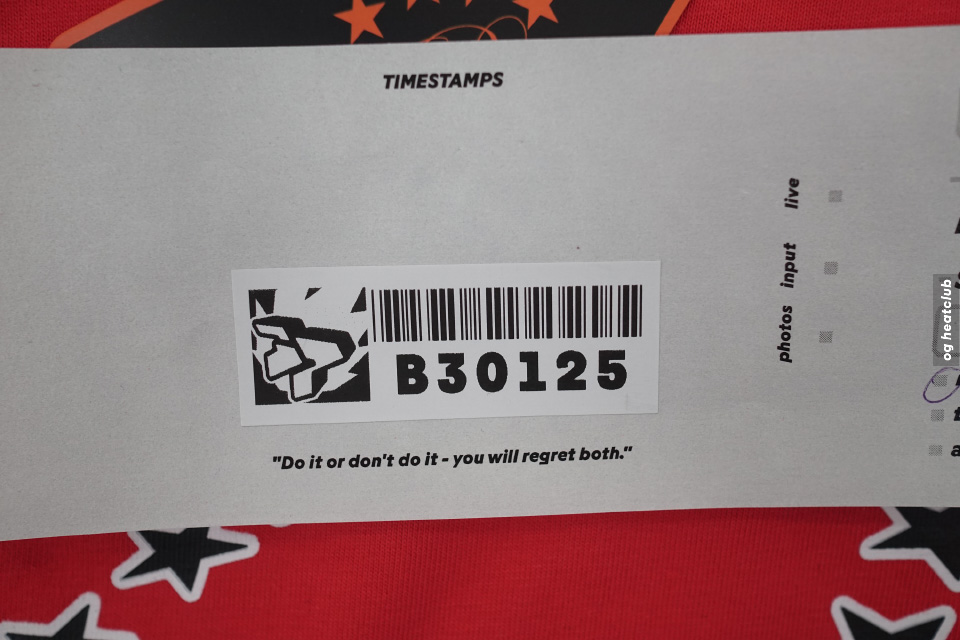 TIMESTAMPS
live
input
photos
B30125
"Do it or don't do it - you will regret both."
og heatclub